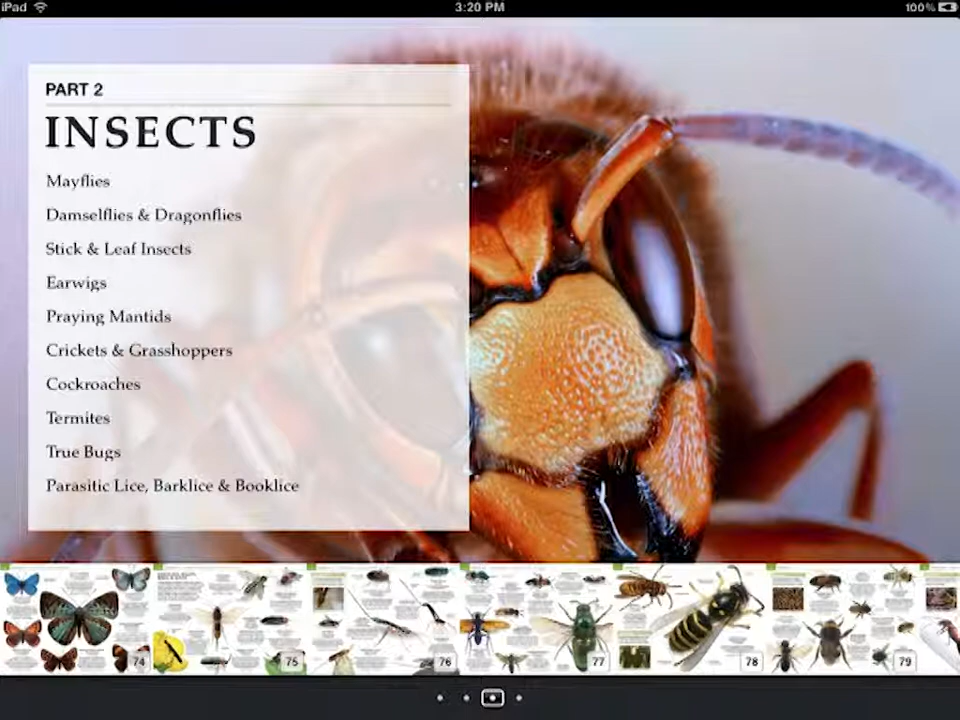 iPad
3:20 PM
100%
PART 2
INSECTS
Mayflies
Damselflies & Dragonflies
Stick & Leaf Insects
Earwigs
Praying Mantids
Crickets & Grasshoppers
Cockroaches
Termites
True Bugs
Parasitic Lice, Barklice & Booklice
74
75
76
77
78
79